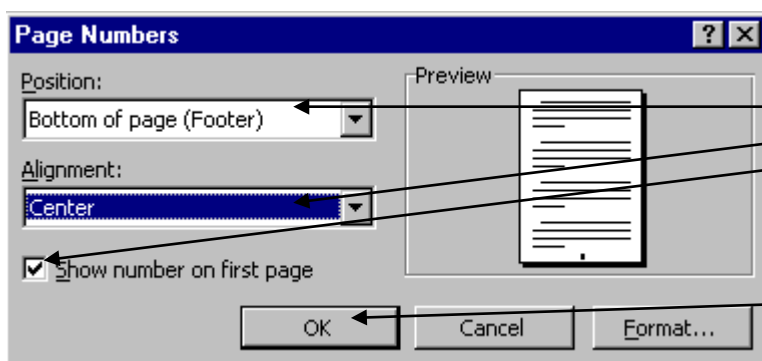 Page Numbers
Position:
Bottom of page (Footer)
Alignment:
Center
Show number on first page
Preview
OK
Cancel
Format...